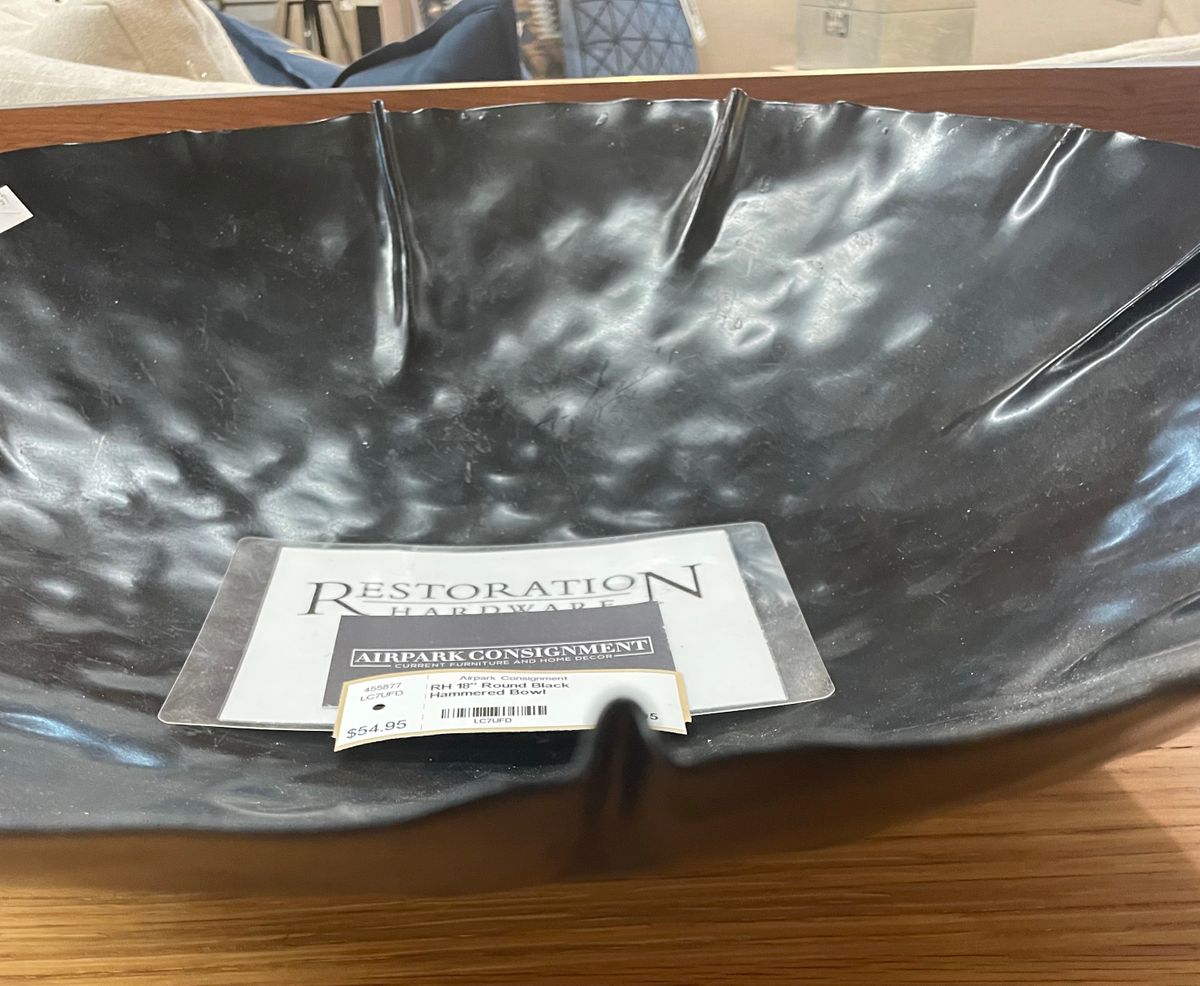 RESTORATION
HARDWARE
AIRPARK CONSIGNMENT
CURRENT FURNITURE AND HOME DECOR
Airpark Consignment
455877
LC7UFD
RH 18" Round Black
Hammered Bowl
LC7UFD
$54.95